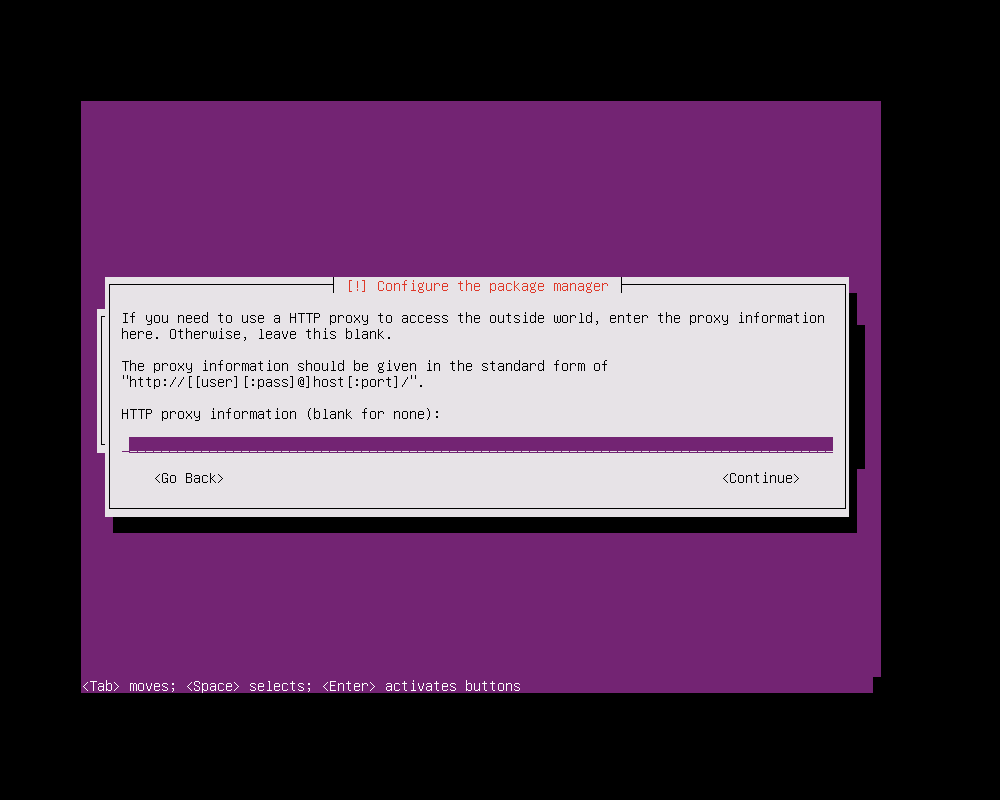 [!] Configure the package manager
If you need to use a HTTP proxy to access the outside world, enter the proxy information
here. Otherwise, leave this blank.
The proxy information should be given in the standard form of
"http://[[user][:pass]@]host[:port]/".
HTTP proxy information (blank for none):
<Go Back> <Continue>
<Tab> moves; <Space> selects; <Enter> activates buttons